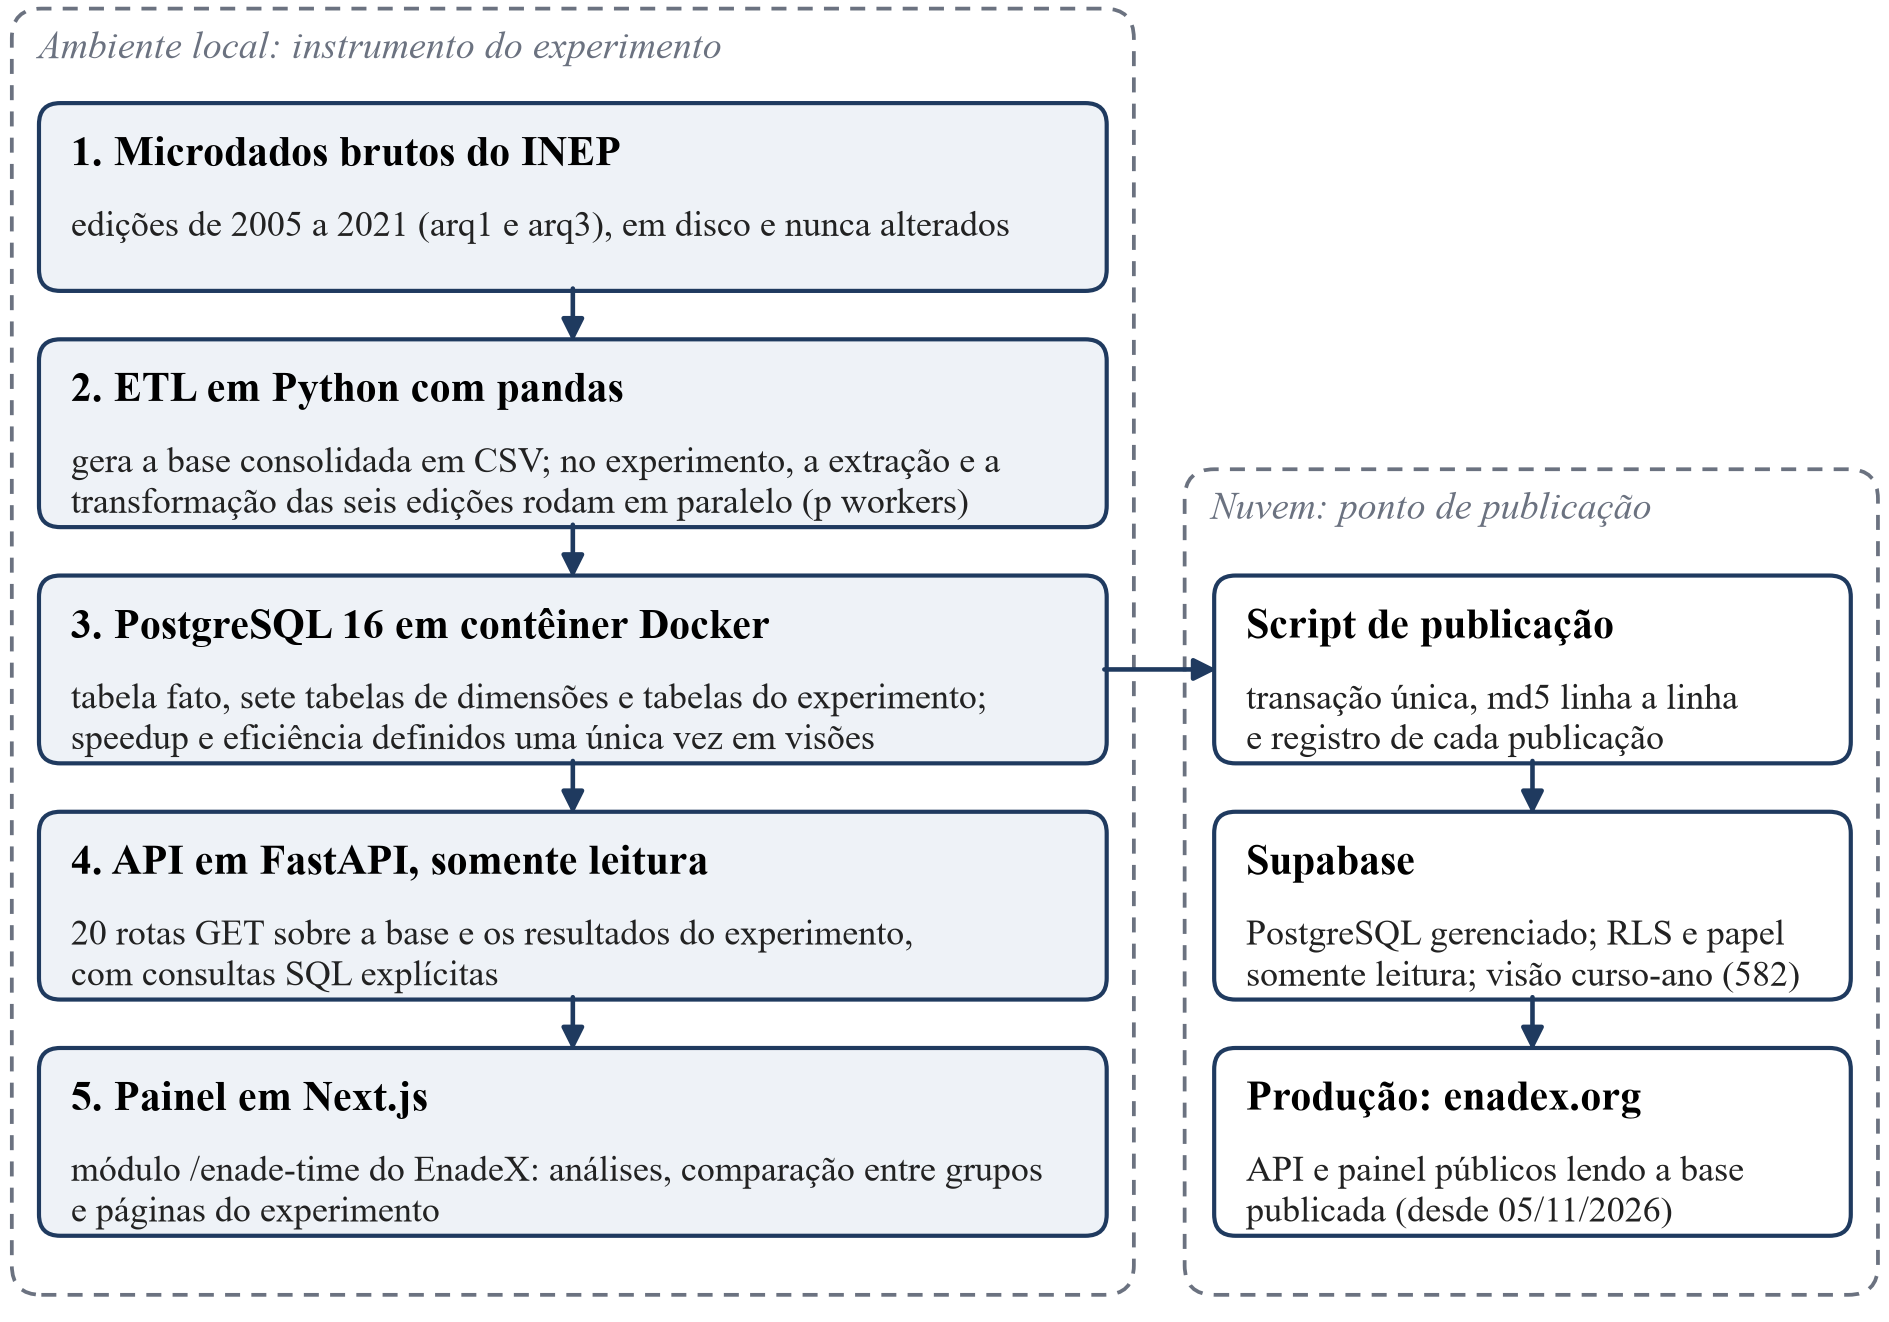 Ambiente local: instrumento do experimento
1. Microdados brutos do INEP
edições de 2005 a 2021 (arq1 e arq3), em disco e nunca alterados
2. ETL em Python com pandas
gera a base consolidada em CSV; no experimento, a extração e a
transformação das seis edições rodam em paralelo (p workers)
3. PostgreSQL 16 em contêiner Docker
tabela fato, sete tabelas de dimensões e tabelas do experimento;
speedup e eficiência definidos uma única vez em visões
4. API em FastAPI, somente leitura
20 rotas GET sobre a base e os resultados do experimento,
com consultas SQL explícitas
5. Painel em Next.js
módulo /enade-time do EnadeX: análises, comparação entre grupos
e páginas do experimento
Nuvem: ponto de publicação
Script de publicação
transação única, md5 linha a linha
e registro de cada publicação
Supabase
PostgreSQL gerenciado; RLS e papel
somente leitura; visão curso-ano (582)
Produção: enadex.org
API e painel públicos lendo a base
publicada (desde 05/11/2026)